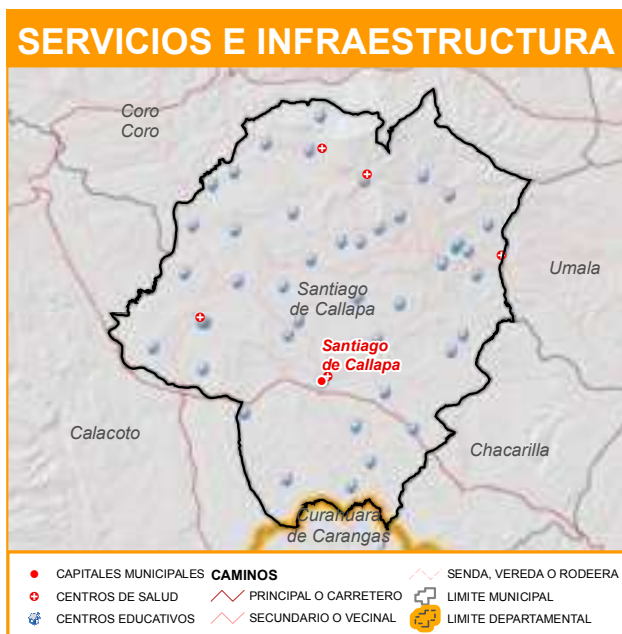 SERVICIOS E INFRAESTRUCTURA
Coro
Coro
Umala
Santiago
de Callapa
Santiago
de Callapa
Calacoto
Chacarilla
Curahuara
de Carangas
CAPITALES MUNICIPALES
CENTROS DE SALUD
CENTROS EDUCATIVOS
CAMINOS
PRINCIPAL O CARRETERO
SECUNDARIO O VECINAL
SENDA, VEREDA O RODEERA
LIMITE MUNICIPAL
LIMITE DEPARTAMENTAL